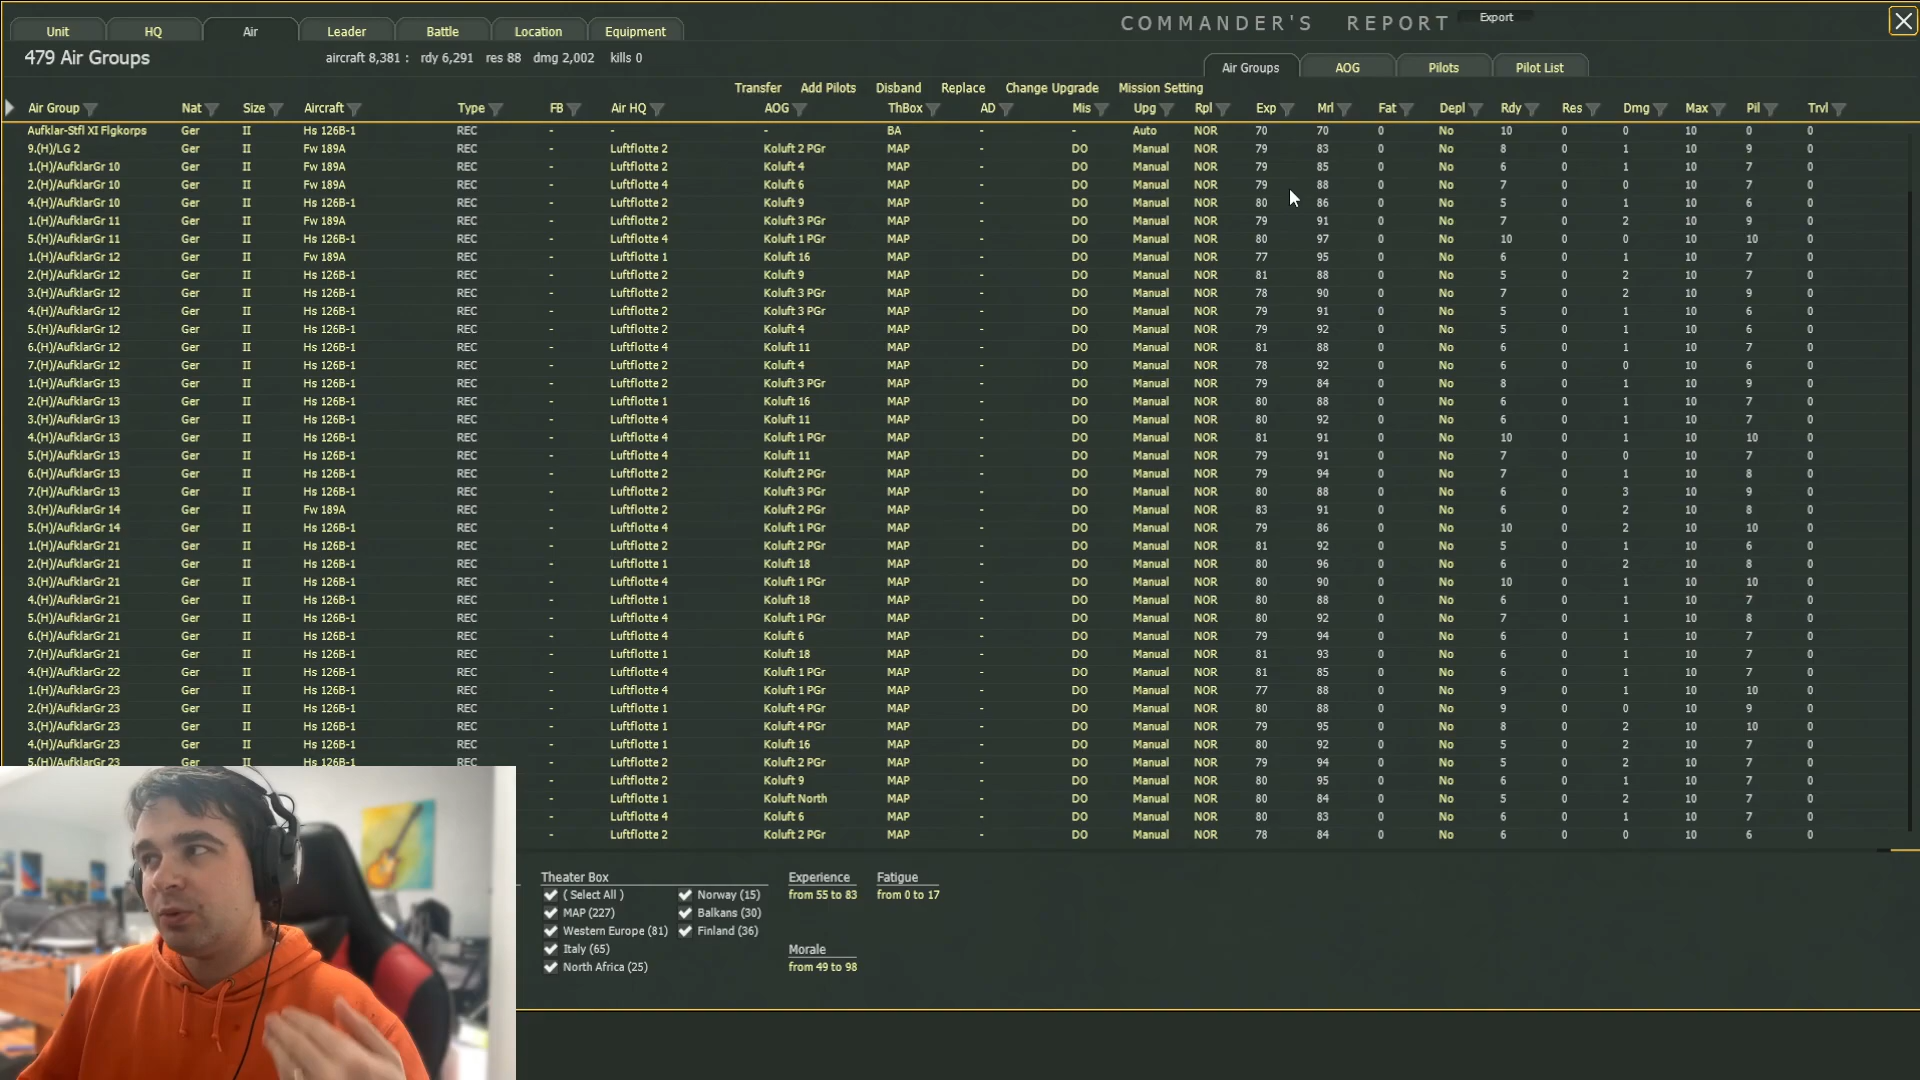 COMMANDER'S REPORT Export
Unit HQ Air Leader Battle Location Equipment
479 Air Groups aircraft 8,381 : rdy 6,291 res 88 dmg 2,002 kills 0
Air Groups AOG Pilots Pilot List
Transfer Add Pilots Disband Replace Change Upgrade Mission Setting
Air Group Nat Size Aircraft Type FB Air HQ AOG ThBox AD Mis Upg Rpl Exp Mrl Fat Depl Rdy Res Dmg Max Pil Trvl
Aufklar-Stfl XI Flgkorps Ger II Hs 126B-1 REC - - - BA - - Auto NOR 70 70 0 No 10 0 0 10 0 0
9.(H)/LG 2 Ger II Fw 189A REC - Luftflotte 2 Koluft 2 PGr MAP - DO Manual NOR 79 83 0 No 8 0 1 10 9 0
1.(H)/AufklarGr 10 Ger II Fw 189A REC - Luftflotte 2 Koluft 4 MAP - DO Manual NOR 79 85 0 No 6 0 1 10 7 0
2.(H)/AufklarGr 10 Ger II Fw 189A REC - Luftflotte 4 Koluft 6 MAP - DO Manual NOR 79 88 0 No 7 0 0 10 7 0
4.(H)/AufklarGr 10 Ger II Hs 126B-1 REC - Luftflotte 2 Koluft 9 MAP - DO Manual NOR 80 86 0 No 5 0 1 10 6 0
1.(H)/AufklarGr 11 Ger II Fw 189A REC - Luftflotte 2 Koluft 3 PGr MAP - DO Manual NOR 79 91 0 No 7 0 2 10 9 0
5.(H)/AufklarGr 11 Ger II Hs 126B-1 REC - Luftflotte 4 Koluft 1 PGr MAP - DO Manual NOR 80 97 0 No 10 0 0 10 10 0
1.(H)/AufklarGr 12 Ger II Fw 189A REC - Luftflotte 1 Koluft 16 MAP - DO Manual NOR 77 95 0 No 6 0 1 10 7 0
2.(H)/AufklarGr 12 Ger II Hs 126B-1 REC - Luftflotte 2 Koluft 9 MAP - DO Manual NOR 81 88 0 No 5 0 2 10 7 0
3.(H)/AufklarGr 12 Ger II Hs 126B-1 REC - Luftflotte 2 Koluft 3 PGr MAP - DO Manual NOR 78 90 0 No 7 0 2 10 9 0
4.(H)/AufklarGr 12 Ger II Hs 126B-1 REC - Luftflotte 2 Koluft 3 PGr MAP - DO Manual NOR 79 91 0 No 5 0 1 10 6 0
5.(H)/AufklarGr 12 Ger II Hs 126B-1 REC - Luftflotte 2 Koluft 4 MAP - DO Manual NOR 79 92 0 No 5 0 1 10 6 0
6.(H)/AufklarGr 12 Ger II Hs 126B-1 REC - Luftflotte 4 Koluft 11 MAP - DO Manual NOR 81 88 0 No 6 0 1 10 7 0
7.(H)/AufklarGr 12 Ger II Hs 126B-1 REC - Luftflotte 2 Koluft 4 MAP - DO Manual NOR 78 92 0 No 6 0 0 10 6 0
1.(H)/AufklarGr 13 Ger II Hs 126B-1 REC - Luftflotte 2 Koluft 3 PGr MAP - DO Manual NOR 79 84 0 No 8 0 1 10 9 0
2.(H)/AufklarGr 13 Ger II Hs 126B-1 REC - Luftflotte 1 Koluft 16 MAP - DO Manual NOR 80 88 0 No 6 0 1 10 7 0
3.(H)/AufklarGr 13 Ger II Hs 126B-1 REC - Luftflotte 4 Koluft 11 MAP - DO Manual NOR 80 92 0 No 6 0 1 10 7 0
4.(H)/AufklarGr 13 Ger II Hs 126B-1 REC - Luftflotte 4 Koluft 1 PGr MAP - DO Manual NOR 81 91 0 No 10 0 1 10 10 0
5.(H)/AufklarGr 13 Ger II Hs 126B-1 REC - Luftflotte 4 Koluft 11 MAP - DO Manual NOR 79 91 0 No 7 0 0 10 7 0
6.(H)/AufklarGr 13 Ger II Hs 126B-1 REC - Luftflotte 2 Koluft 2 PGr MAP - DO Manual NOR 79 94 0 No 7 0 1 10 8 0
7.(H)/AufklarGr 13 Ger II Hs 126B-1 REC - Luftflotte 2 Koluft 3 PGr MAP - DO Manual NOR 80 88 0 No 6 0 3 10 9 0
3.(H)/AufklarGr 14 Ger II Fw 189A REC - Luftflotte 2 Koluft 2 PGr MAP - DO Manual NOR 83 91 0 No 6 0 2 10 8 0
5.(H)/AufklarGr 14 Ger II Hs 126B-1 REC - Luftflotte 4 Koluft 1 PGr MAP - DO Manual NOR 79 86 0 No 10 0 2 10 10 0
1.(H)/AufklarGr 21 Ger II Hs 126B-1 REC - Luftflotte 2 Koluft 2 PGr MAP - DO Manual NOR 81 92 0 No 5 0 1 10 6 0
2.(H)/AufklarGr 21 Ger II Hs 126B-1 REC - Luftflotte 1 Koluft 18 MAP - DO Manual NOR 80 96 0 No 6 0 2 10 8 0
3.(H)/AufklarGr 21 Ger II Hs 126B-1 REC - Luftflotte 4 Koluft 1 PGr MAP - DO Manual NOR 80 90 0 No 10 0 1 10 10 0
4.(H)/AufklarGr 21 Ger II Hs 126B-1 REC - Luftflotte 1 Koluft 18 MAP - DO Manual NOR 80 88 0 No 6 0 1 10 7 0
5.(H)/AufklarGr 21 Ger II Hs 126B-1 REC - Luftflotte 4 Koluft 1 PGr MAP - DO Manual NOR 80 92 0 No 7 0 1 10 8 0
6.(H)/AufklarGr 21 Ger II Hs 126B-1 REC - Luftflotte 4 Koluft 6 MAP - DO Manual NOR 79 94 0 No 6 0 1 10 7 0
7.(H)/AufklarGr 21 Ger II Hs 126B-1 REC - Luftflotte 1 Koluft 18 MAP - DO Manual NOR 81 93 0 No 6 0 1 10 7 0
4.(H)/AufklarGr 22 Ger II Hs 126B-1 REC - Luftflotte 4 Koluft 1 PGr MAP - DO Manual NOR 81 85 0 No 6 0 1 10 7 0
1.(H)/AufklarGr 23 Ger II Hs 126B-1 REC - Luftflotte 4 Koluft 1 PGr MAP - DO Manual NOR 77 88 0 No 9 0 1 10 10 0
2.(H)/AufklarGr 23 Ger II Hs 126B-1 REC - Luftflotte 1 Koluft 4 PGr MAP - DO Manual NOR 80 88 0 No 9 0 0 10 9 0
3.(H)/AufklarGr 23 Ger II Hs 126B-1 REC - Luftflotte 1 Koluft 4 PGr MAP - DO Manual NOR 79 95 0 No 8 0 2 10 10 0
4.(H)/AufklarGr 23 Ger II Hs 126B-1 REC - Luftflotte 1 Koluft 16 MAP - DO Manual NOR 80 92 0 No 5 0 2 10 7 0
5.(H)/AufklarGr 23 Ger II Hs 126B-1 REC - Luftflotte 2 Koluft 2 PGr MAP - DO Manual NOR 79 94 0 No 5 0 2 10 7 0
- Luftflotte 2 Koluft 9 MAP - DO Manual NOR 80 95 0 No 6 0 1 10 7 0
- Luftflotte 1 Koluft North MAP - DO Manual NOR 80 84 0 No 5 0 2 10 7 0
- Luftflotte 4 Koluft 6 MAP - DO Manual NOR 80 83 0 No 6 0 1 10 7 0
- Luftflotte 2 Koluft 2 PGr MAP - DO Manual NOR 78 84 0 No 6 0 0 10 6 0
Theater Box Experience Fatigue
( Select All ) Norway (15) from 55 to 83 from 0 to 17
MAP (227) Balkans (30)
Western Europe (81) Finland (36)
Italy (65) Morale
North Africa (25) from 49 to 98